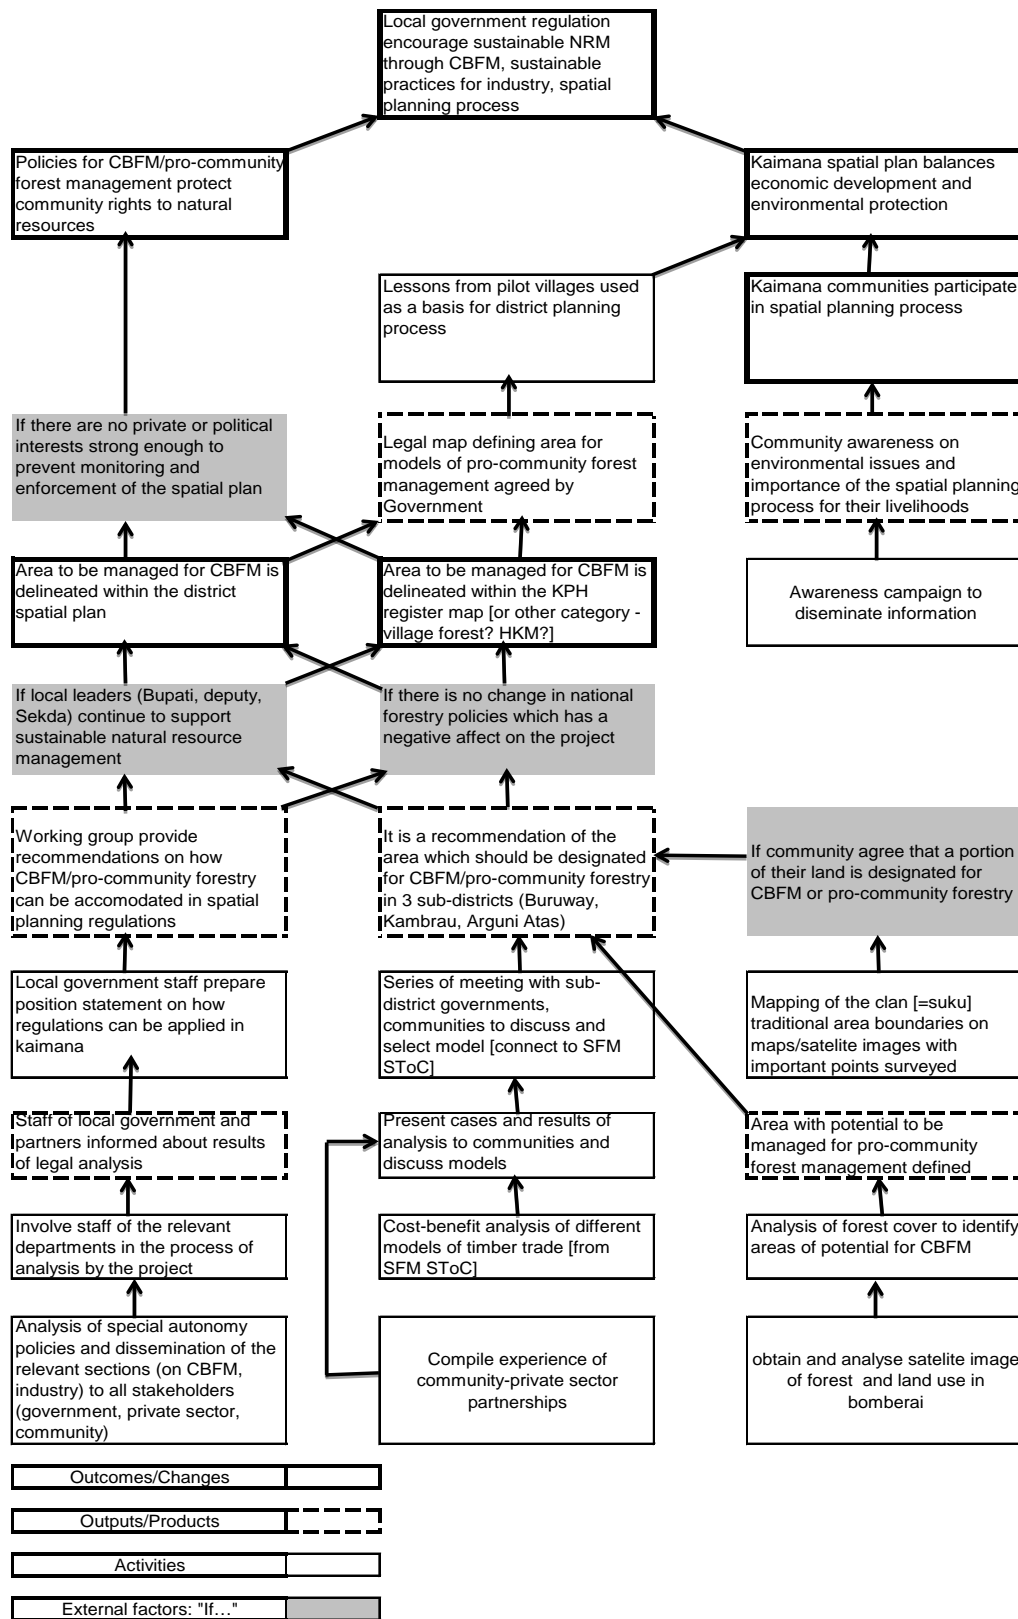 Local government regulation
encourage sustainable NRM
through CBFM, sustainable
practices for industry, spatial
planning process
Policies for CBFM/pro-community
forest management protect
community rights to natural
resources
Kaimana spatial plan balances
economic development and
environmental protection
Lessons from pilot villages used
as a basis for district planning
process
Kaimana communities participate
in spatial planning process
If there are no private or political
interests strong enough to
prevent monitoring and
enforcement of the spatial plan
Legal map defining area for
models of pro-community forest
management agreed by
Government
Community awareness on
environmental issues and
importance of the spatial planning
process for their livelihoods
Area to be managed for CBFM is
delineated within the district
spatial plan
Area to be managed for CBFM is
delineated within the KPH
register map [or other category -
village forest? HKM?]
Awareness campaign to
diseminate information
If local leaders (Bupati, deputy,
Sekda) continue to support
sustainable natural resource
management
If there is no change in national
forestry policies which has a
negative affect on the project
Working group provide
recommendations on how
CBFM/pro-community forestry
can be accomodated in spatial
planning regulations
It is a recommendation of the
area which should be designated
for CBFM/pro-community forestry
in 3 sub-districts (Buruway,
Kambrau, Arguni Atas)
If community agree that a portion
of their land is designated for
CBFM or pro-community forestry
Local government staff prepare
position statement on how
regulations can be applied in
kaimana
Series of meeting with sub-
district governments,
communities to discuss and
select model [connect to SFM
SToC]
Mapping of the clan [=suku]
traditional area boundaries on
maps/satellite images with
important points surveyed
Staff of local government and
partners informed about results
of legal analysis
Present cases and results of
analysis to communities and
discuss models
Area with potential to be
managed for pro-community
forest management defined
Involve staff of the relevant
departments in the process of
analysis by the project
Cost-benefit analysis of different
models of timber trade [from
SFM SToC]
Analysis of forest cover to identify
areas of potential for CBFM
Analysis of special autonomy
policies and dissemination of the
relevant sections (on CBFM,
industry) to all stakeholders
(government, private sector,
community)
Compile experience of
community-private sector
partnerships
obtain and analyse satelite image
of forest and land use in
bomberai
Outcomes/Changes
Outputs/Products
Activities
External factors: "If…"